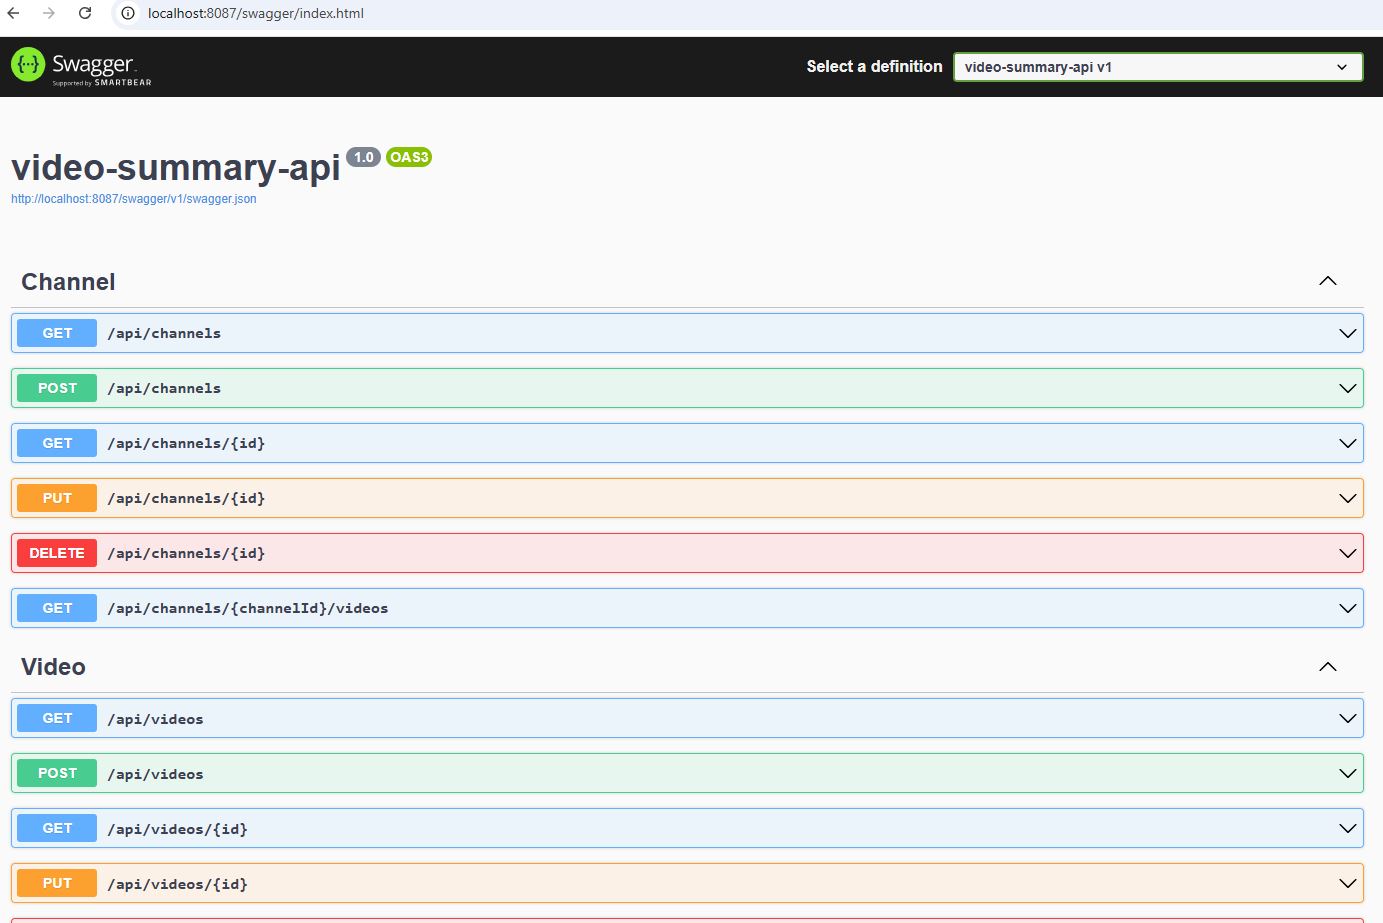 localhost:8087/swagger/index.html
Swagger
Supported by SMARTBEAR
Select a definition
video-summary-api v1
video-summary-api 1.0 OAS3
http://localhost:8087/swagger/v1/swagger.json
Channel
GET /api/channels
POST /api/channels
GET /api/channels/{id}
PUT /api/channels/{id}
DELETE /api/channels/{id}
GET /api/channels/{channelId}/videos
Video
GET /api/videos
POST /api/videos
GET /api/videos/{id}
PUT /api/videos/{id}